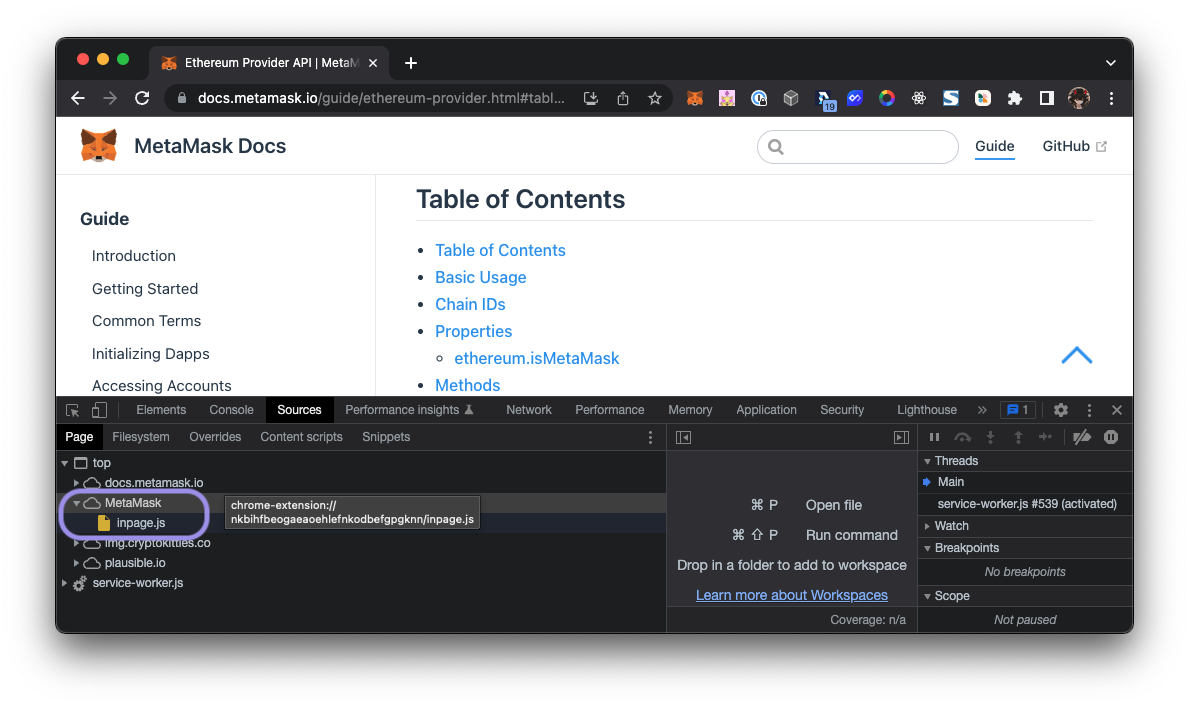 Ethereum Provider API | MetaM
docs.metamask.io/guide/ethereum-provider.html#tabl...
19
MetaMask Docs
Guide
GitHub
Guide
Introduction
Getting Started
Common Terms
Initializing Dapps
Accessing Accounts
Table of Contents
Table of Contents
Basic Usage
Chain IDs
Properties
ethereum.isMetaMask
Methods
Elements
Console
Sources
Performance insights
Network
Performance
Memory
Application
Security
Lighthouse
1
Page
Filesystem
Overrides
Content scripts
Snippets
top
docs.metamask.io
MetaMask
inpage.js
img.cryptokitties.co
plausible.io
service-worker.js
chrome-extension://
nkbihfbeogaeaoehlefnkodbefgpgknn/inpage.js
⌘ P Open file
⌘ ⇧ P Run command
Drop in a folder to add to workspace
Learn more about Workspaces
Coverage: n/a
Threads
Main
service-worker.js #539 (activated)
Watch
Breakpoints
No breakpoints
Scope
Not paused